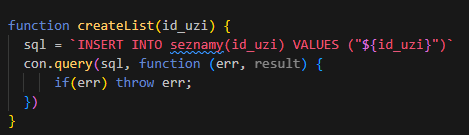 function createList(id_uzi) {
sql = `INSERT INTO seznamy(id_uzi) VALUES ("${id_uzi}")`
con.query(sql, function (err, result) {
if(err) throw err;
})
}